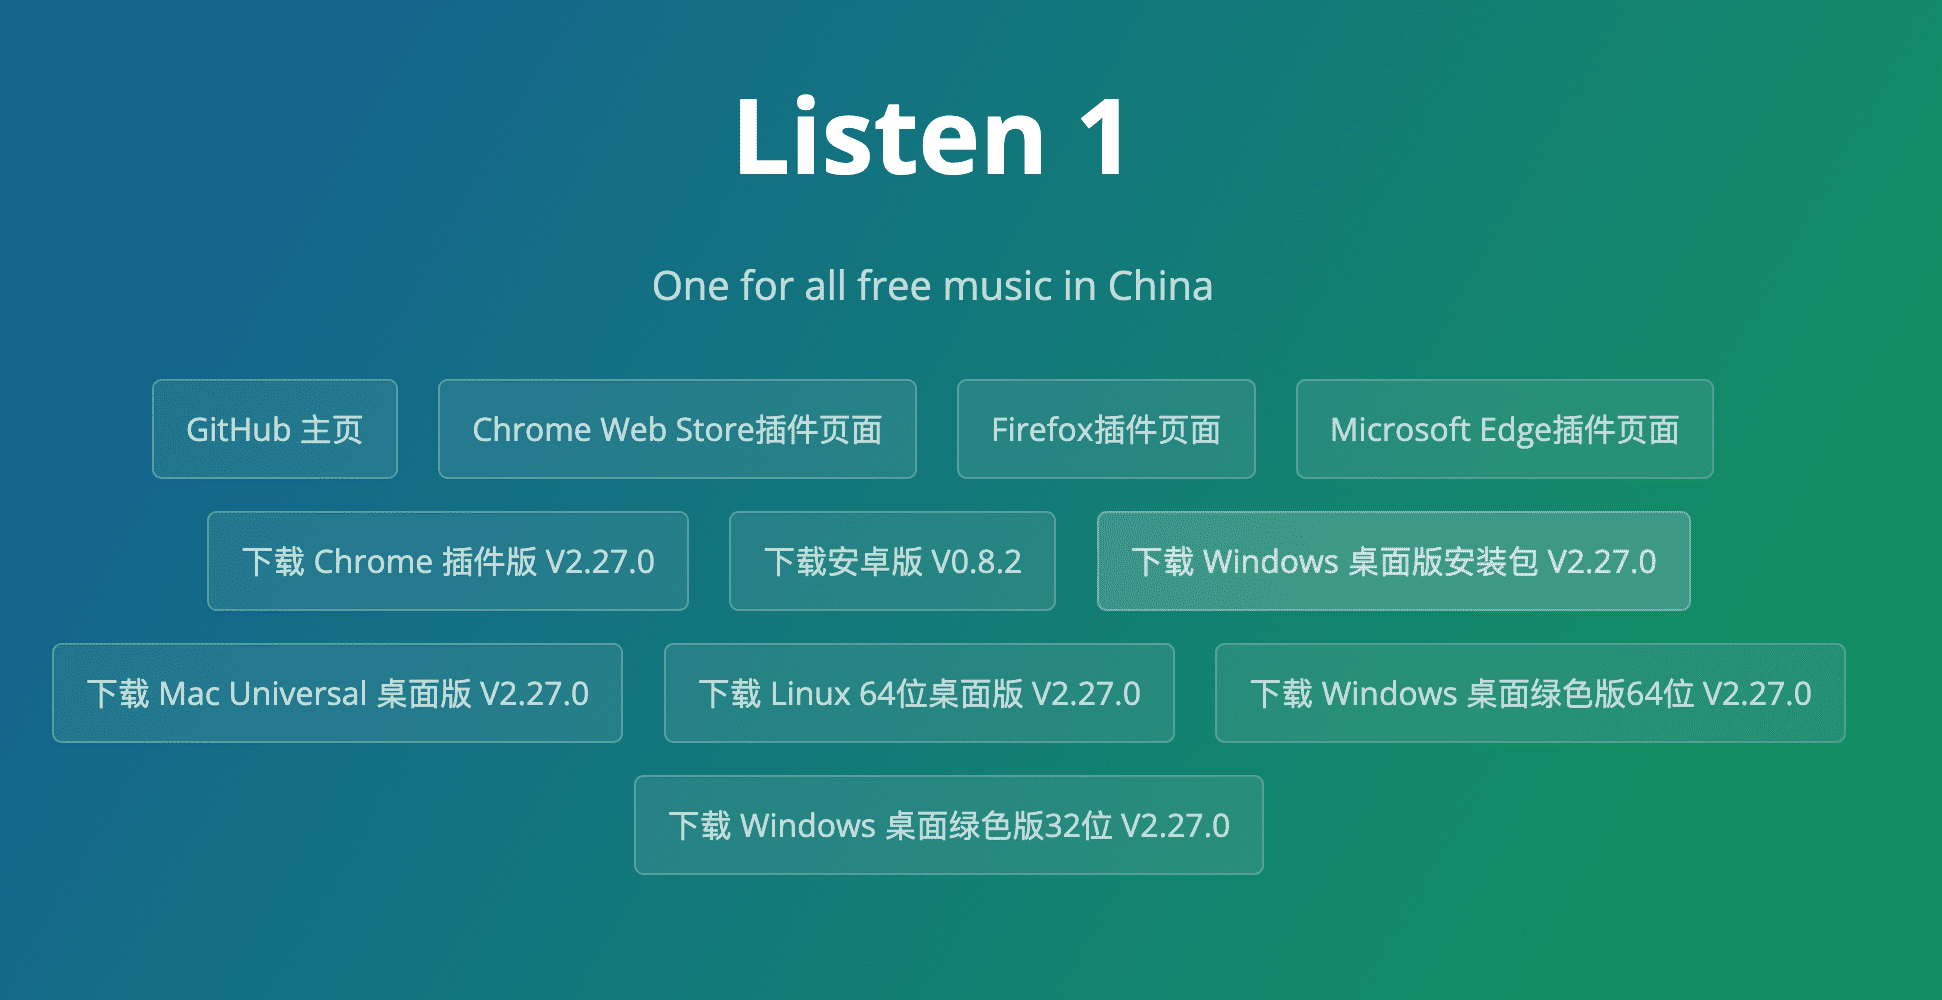 Listen 1
One for all free music in China
GitHub 主页
Chrome Web Store插件页面
Firefox插件页面
Microsoft Edge插件页面
下载 Chrome 插件版 V2.27.0
下载安卓版 V0.8.2
下载 Windows 桌面版安装包 V2.27.0
下载 Mac Universal 桌面版 V2.27.0
下载 Linux 64位桌面版 V2.27.0
下载 Windows 桌面绿色版64位 V2.27.0
下载 Windows 桌面绿色版32位 V2.27.0